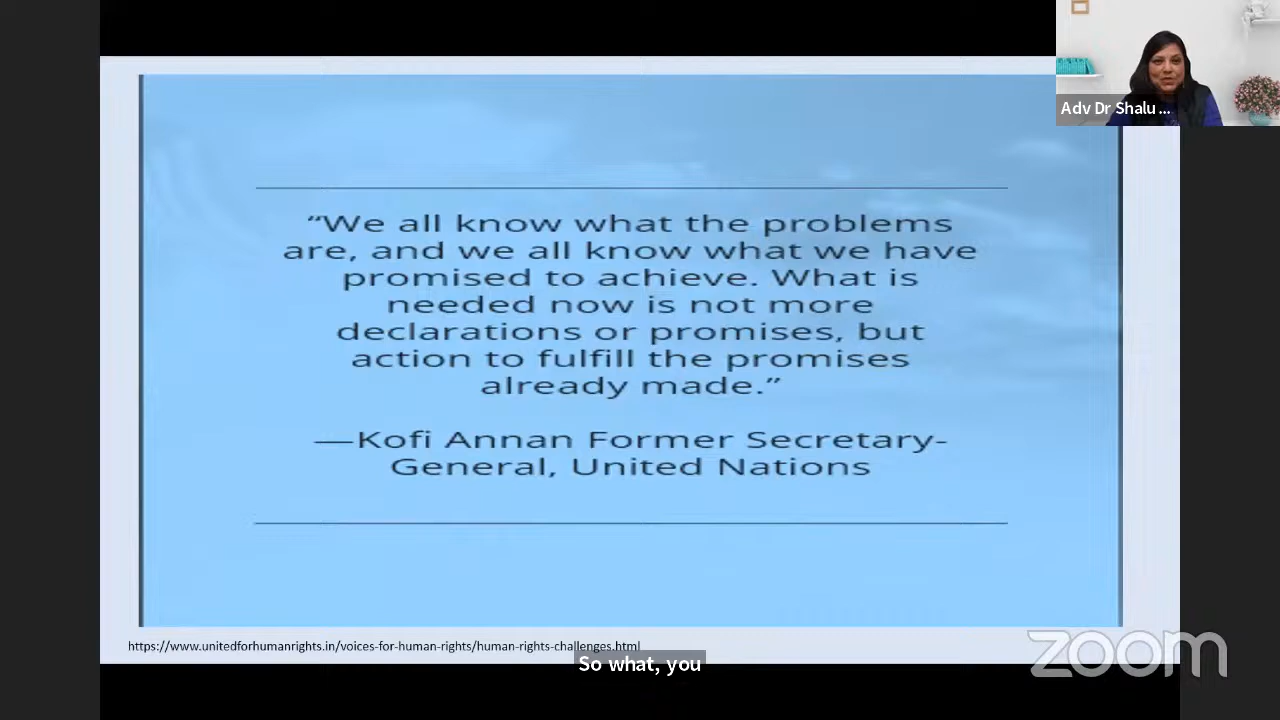 Adv Dr Shalu ...
“We all know what the problems
are, and we all know what we have
promised to achieve. What is
needed now is not more
declarations or promises, but
action to fulfill the promises
already made.”
—Kofi Annan Former Secretary-
General, United Nations
https://www.unitedforhumanrights.in/voices-for-human-rights/human-rights-challenges.html
zoom
So what, you